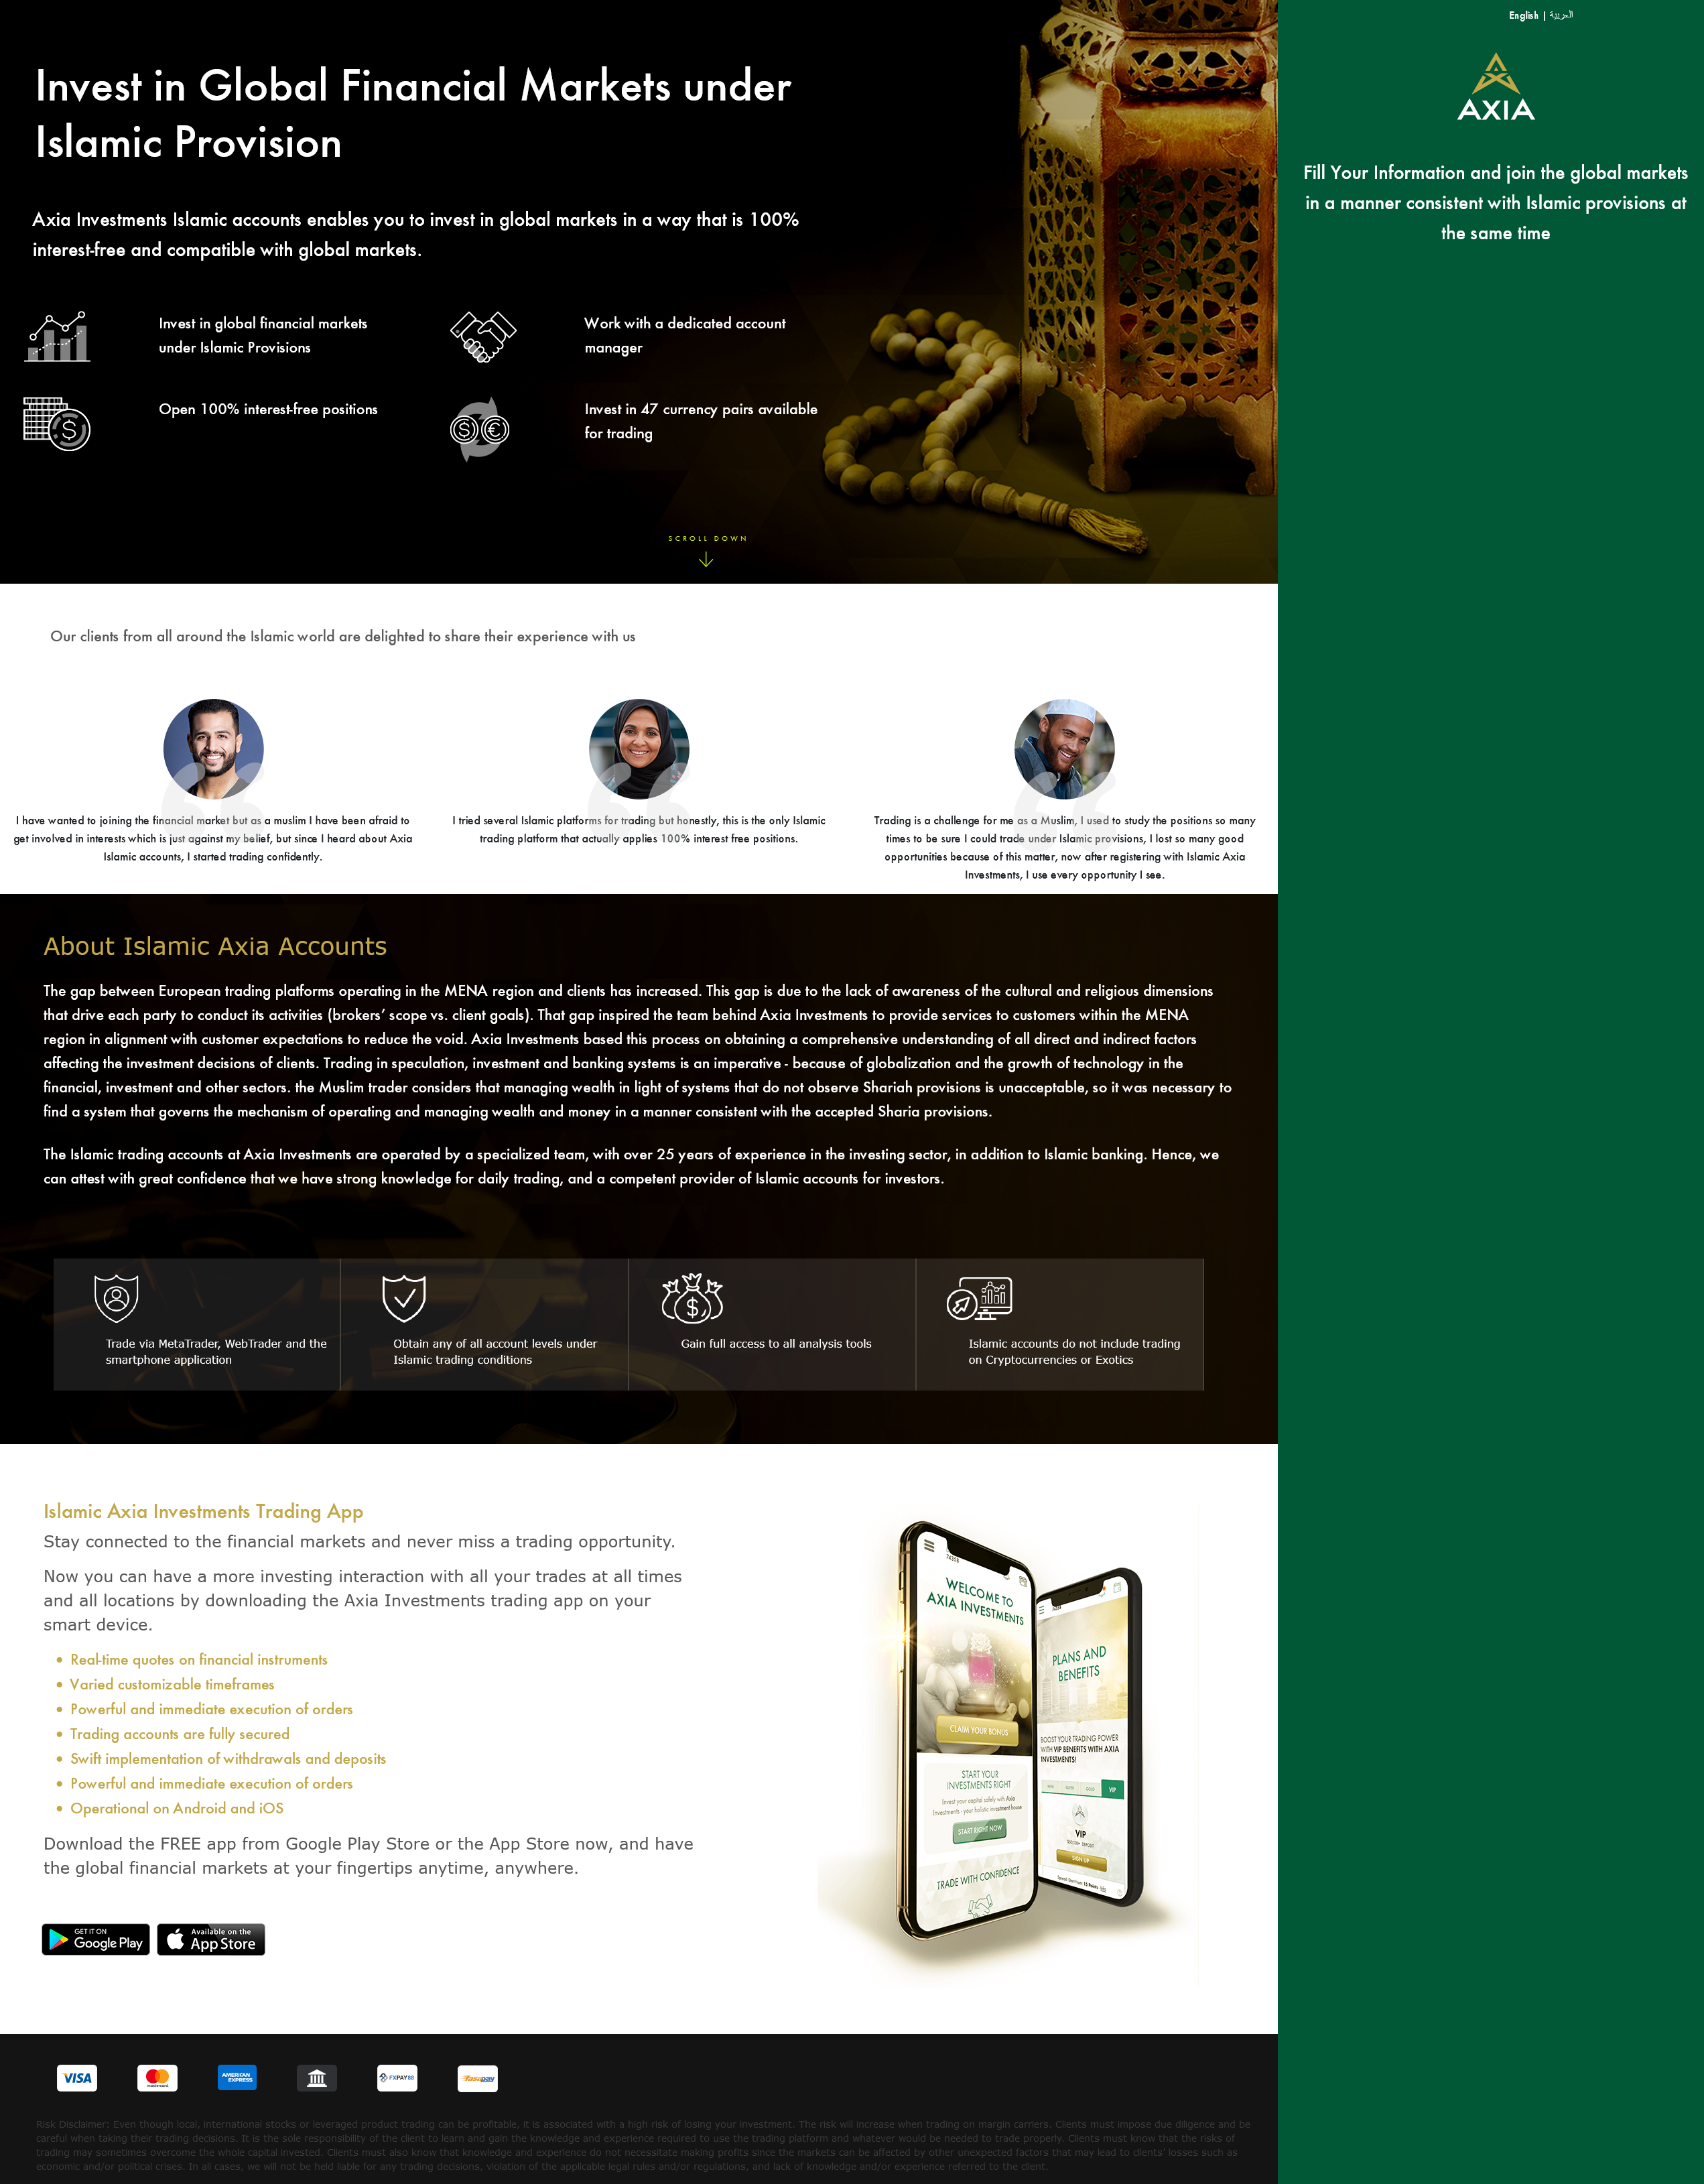 Invest in Global Financial Markets under
Islamic Provision
Axia Investments Islamic accounts enables you to invest in global markets in a way that is 100%
interest-free and compatible with global markets.
Invest in global financial markets
under Islamic Provisions
Work with a dedicated account
manager
Open 100% interest-free positions
Invest in 47 currency pairs available
for trading
SCROLL DOWN
English | العربية
AXIA
Fill Your Information and join the global markets
in a manner consistent with Islamic provisions at
the same time
Our clients from all around the Islamic world are delighted to share their experience with us
I have wanted to joining the financial market but as a muslim I have been afraid to
get involved in interests which is just against my belief, but since I heard about Axia
Islamic accounts, I started trading confidently.
I tried several Islamic platforms for trading but honestly, this is the only Islamic
trading platform that actually applies 100% interest free positions.
Trading is a challenge for me as a Muslim, I used to study the positions so many
times to be sure I could trade under Islamic provisions, I lost so many good
opportunities because of this matter, now after registering with Islamic Axia
Investments, I use every opportunity I see.
About Islamic Axia Accounts
The gap between European trading platforms operating in the MENA region and clients has increased. This gap is due to the lack of awareness of the cultural and religious dimensions
that drive each party to conduct its activities (brokers’ scope vs. client goals). That gap inspired the team behind Axia Investments to provide services to customers within the MENA
region in alignment with customer expectations to reduce the void. Axia Investments based this process on obtaining a comprehensive understanding of all direct and indirect factors
affecting the investment decisions of clients. Trading in speculation, investment and banking systems is an imperative - because of globalization and the growth of technology in the
financial, investment and other sectors. the Muslim trader considers that managing wealth in light of systems that do not observe Shariah provisions is unacceptable, so it was necessary to
find a system that governs the mechanism of operating and managing wealth and money in a manner consistent with the accepted Sharia provisions.
The Islamic trading accounts at Axia Investments are operated by a specialized team, with over 25 years of experience in the investing sector, in addition to Islamic banking. Hence, we
can attest with great confidence that we have strong knowledge for daily trading, and a competent provider of Islamic accounts for investors.
Trade via MetaTrader, WebTrader and the
smartphone application
Obtain any of all account levels under
Islamic trading conditions
Gain full access to all analysis tools
Islamic accounts do not include trading
on Cryptocurrencies or Exotics
Islamic Axia Investments Trading App
Stay connected to the financial markets and never miss a trading opportunity.
Now you can have a more investing interaction with all your trades at all times
and all locations by downloading the Axia Investments trading app on your
smart device.
• Real-time quotes on financial instruments
• Varied customizable timeframes
• Powerful and immediate execution of orders
• Trading accounts are fully secured
• Swift implementation of withdrawals and deposits
• Powerful and immediate execution of orders
• Operational on Android and iOS
Download the FREE app from Google Play Store or the App Store now, and have
the global financial markets at your fingertips anytime, anywhere.
GET IT ON
Google Play
Available on the
App Store
74258
WELCOME TO
AXIA INVESTMENTS
CLAIM YOUR BONUS
START YOUR
INVESTMENTS RIGHT
Invest your capital safely with Axia
Investments - your holistic investment house
START RIGHT NOW
TRADE WITH CONFIDENCE
PLANS AND
BENEFITS
BOOST YOUR TRADING POWER
WITH VIP BENEFITS WITH AXIA
INVESTMENTS!
VIP
VIP
SIGN UP
VISA
mastercard
AMERICAN
EXPRESS
FXPAY88
Risk Disclaimer: Even though local, international stocks or leveraged product trading can be profitable, it is associated with a high risk of losing your investment. The risk will increase when trading on margin carriers. Clients must impose due diligence and be
careful when taking their trading decisions. It is the sole responsibility of the client to learn and gain the knowledge and experience required to use the trading platform and whatever would be needed to trade properly. Clients must know that the risks of
trading may sometimes overcome the whole capital invested. Clients must also know that knowledge and experience do not necessitate making profits since the markets can be affected by other unexpected factors that may lead to clients’ losses such as
economic and/or political crises. In all cases, we will not be held liable for any trading decisions, violation of the applicable legal rules and/or regulations, and lack of knowledge and/or experience referred to the client.